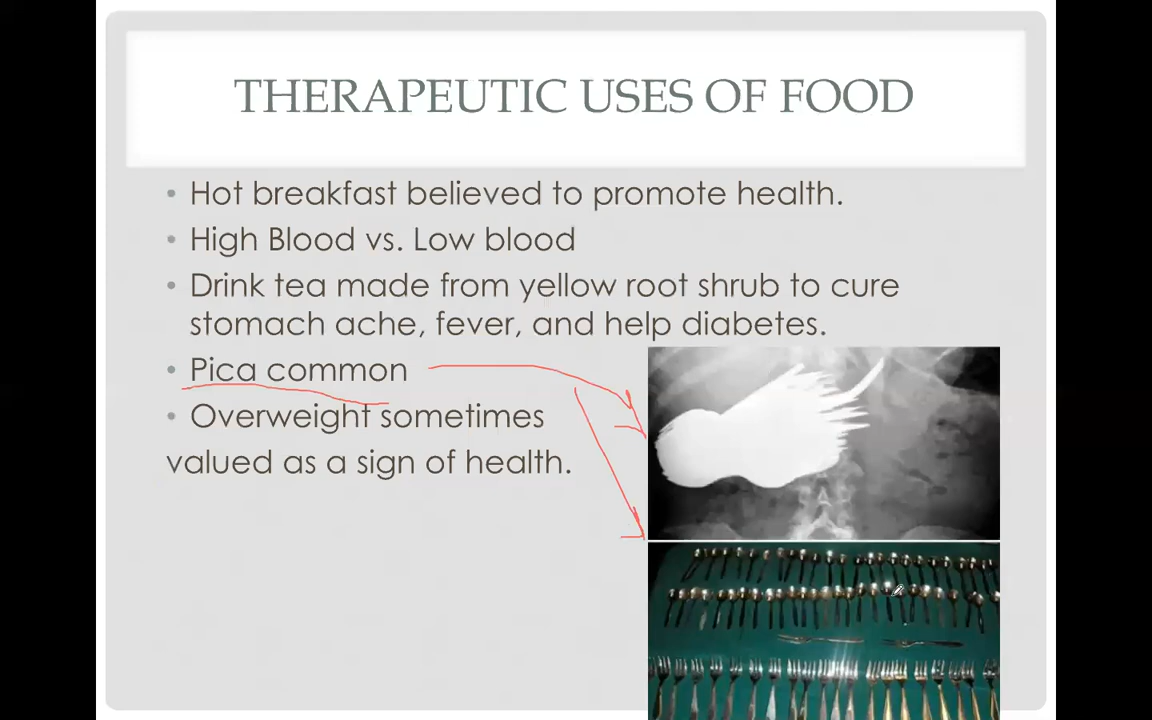 THERAPEUTIC USES OF FOOD
• Hot breakfast believed to promote health.
• High Blood vs. Low blood
• Drink tea made from yellow root shrub to cure
stomach ache, fever, and help diabetes.
• Pica common
• Overweight sometimes
valued as a sign of health.